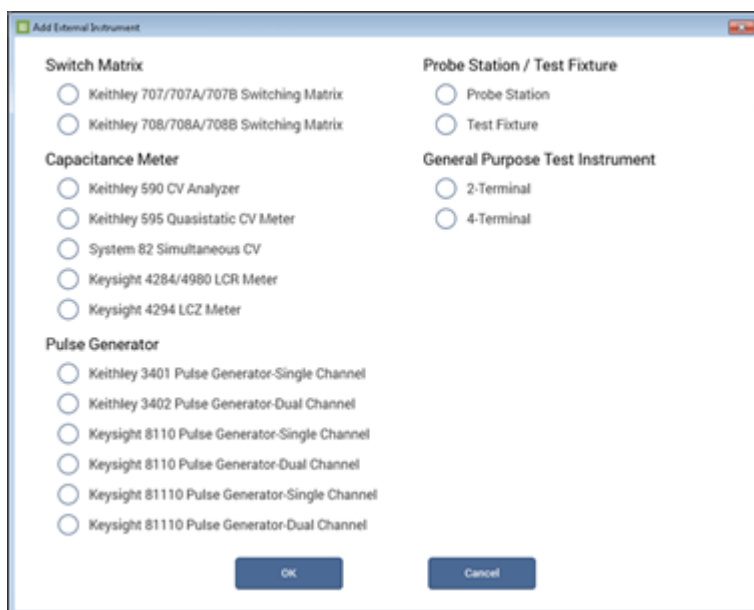 Add External Instrument
Switch Matrix
Keithley 707/707A/707B Switching Matrix
Keithley 708/708A/708B Switching Matrix
Capacitance Meter
Keithley 590 CV Analyzer
Keithley 595 Quasistatic CV Meter
System 82 Simultaneous CV
Keysight 4284/4980 LCR Meter
Keysight 4294 LCZ Meter
Pulse Generator
Keithley 3401 Pulse Generator-Single Channel
Keithley 3402 Pulse Generator-Dual Channel
Keysight 8110 Pulse Generator-Single Channel
Keysight 8110 Pulse Generator-Dual Channel
Keysight 81110 Pulse Generator-Single Channel
Keysight 81110 Pulse Generator-Dual Channel
Probe Station / Test Fixture
Probe Station
Test Fixture
General Purpose Test Instrument
2-Terminal
4-Terminal
OK
Cancel